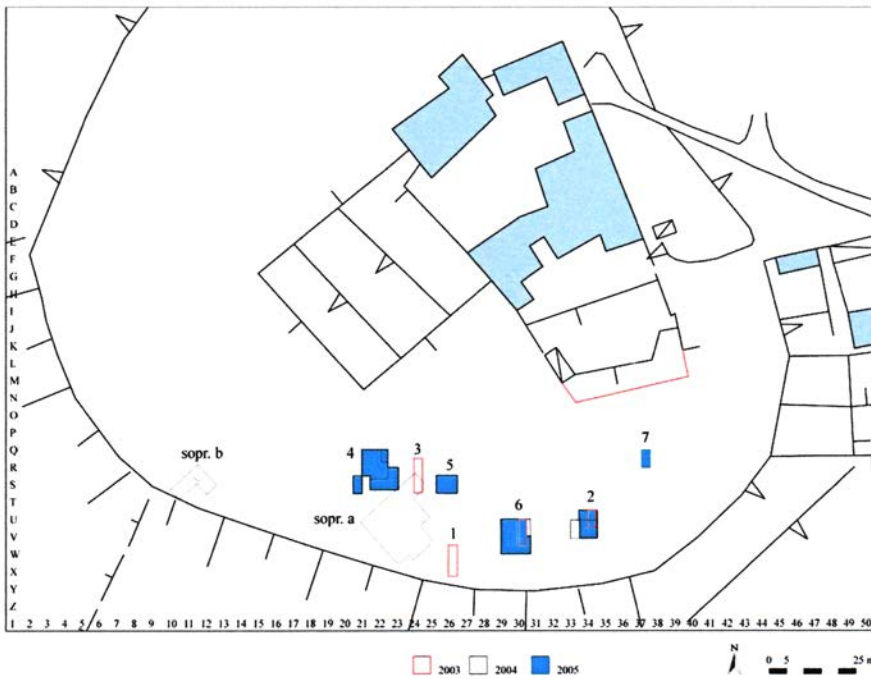 A
B
C
D
E
F
G
H
I
J
K
L
M
N
O
P
Q
R
S
T
U
V
W
X
Y
Z
sopr. b
4
3
5
7
sopr. a
1
6
2
1 2 3 4 5 6 7 8 9 10 11 12 13 14 15 16 17 18 19 20 21 22 23 24 25 26 27 28 29 30 31 32 33 34 35 36 37 38 39 40 41 42 43 44 45 46 47 48 49 50
2003 2004 2005
N
0 5 25 m